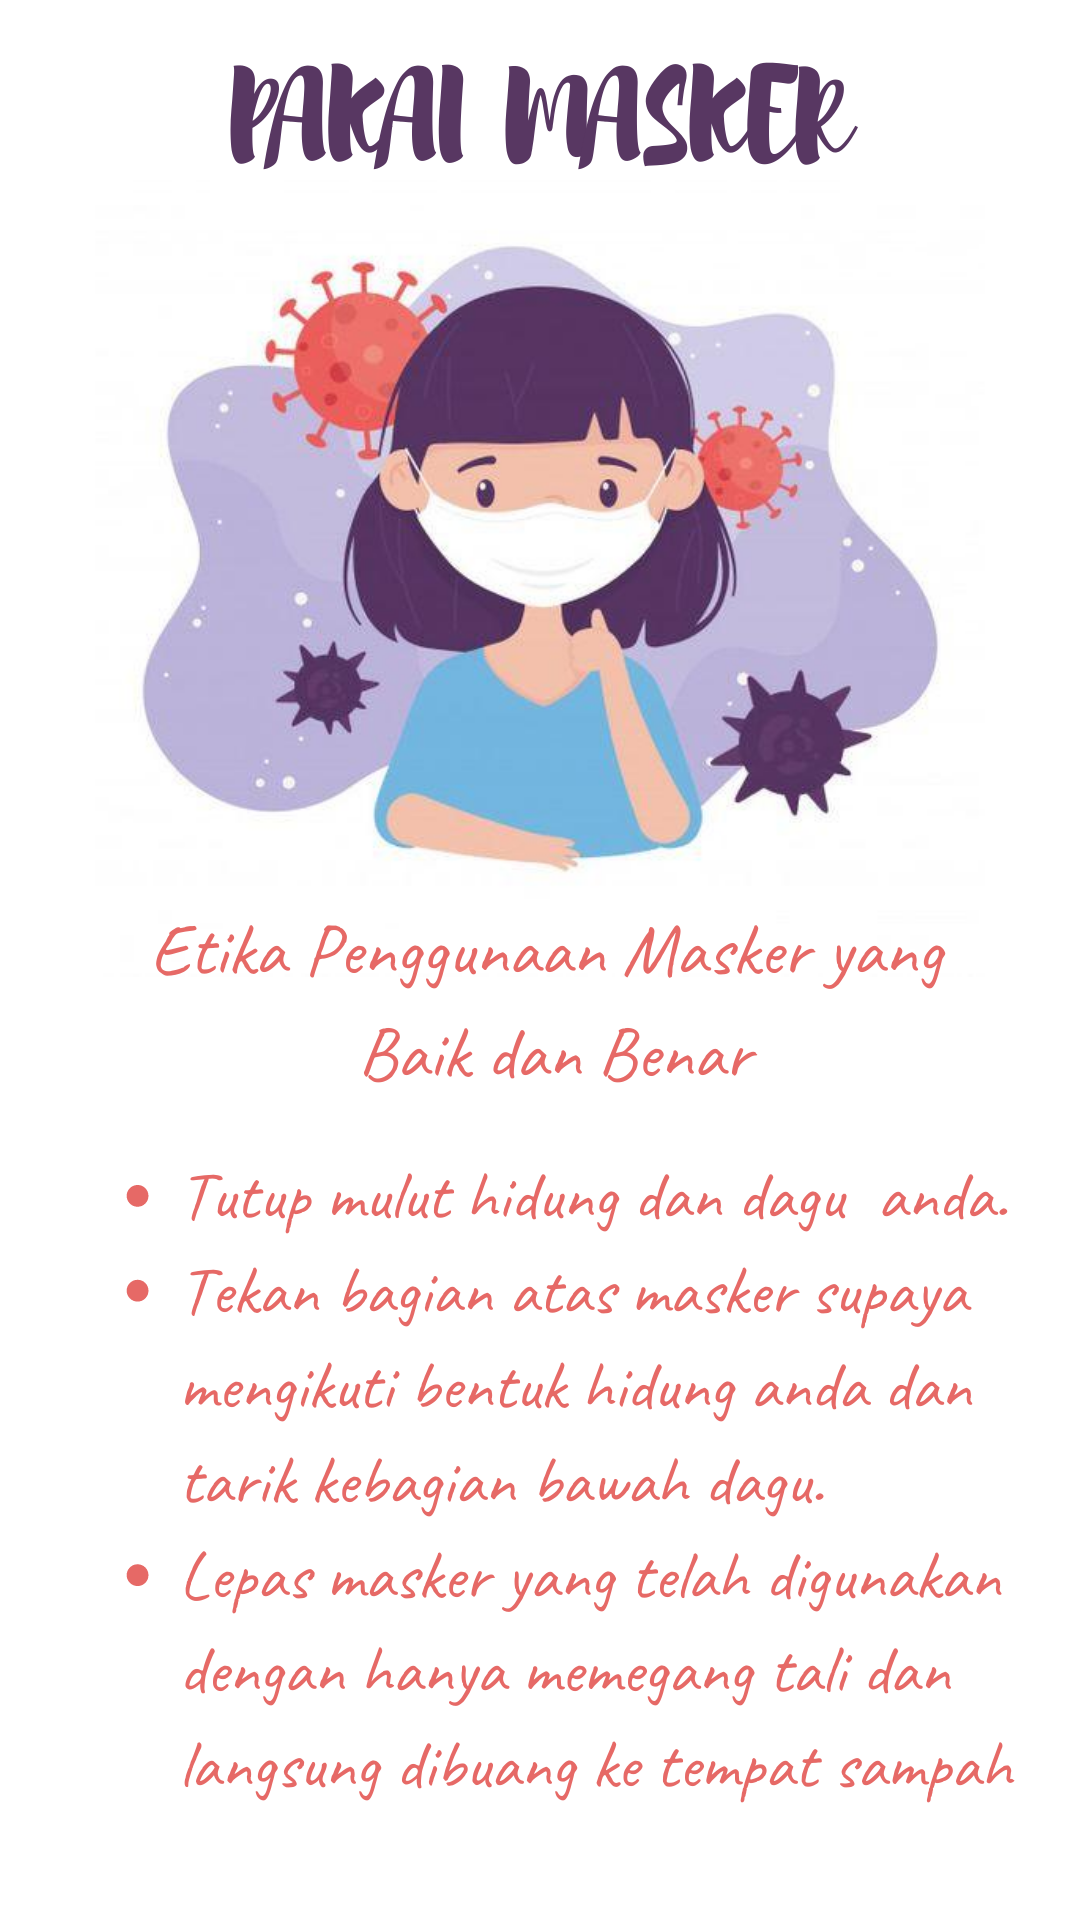 PAKAI MASKER
Etika Penggunaan Masker yang
Baik dan Benar
• Tutup mulut hidung dan dagu anda.
• Tekan bagian atas masker supaya
mengikuti bentuk hidung anda dan
tarik kebagian bawah dagu.
• Lepas masker yang telah digunakan
dengan hanya memegang tali dan
langsung dibuang ke tempat sampah